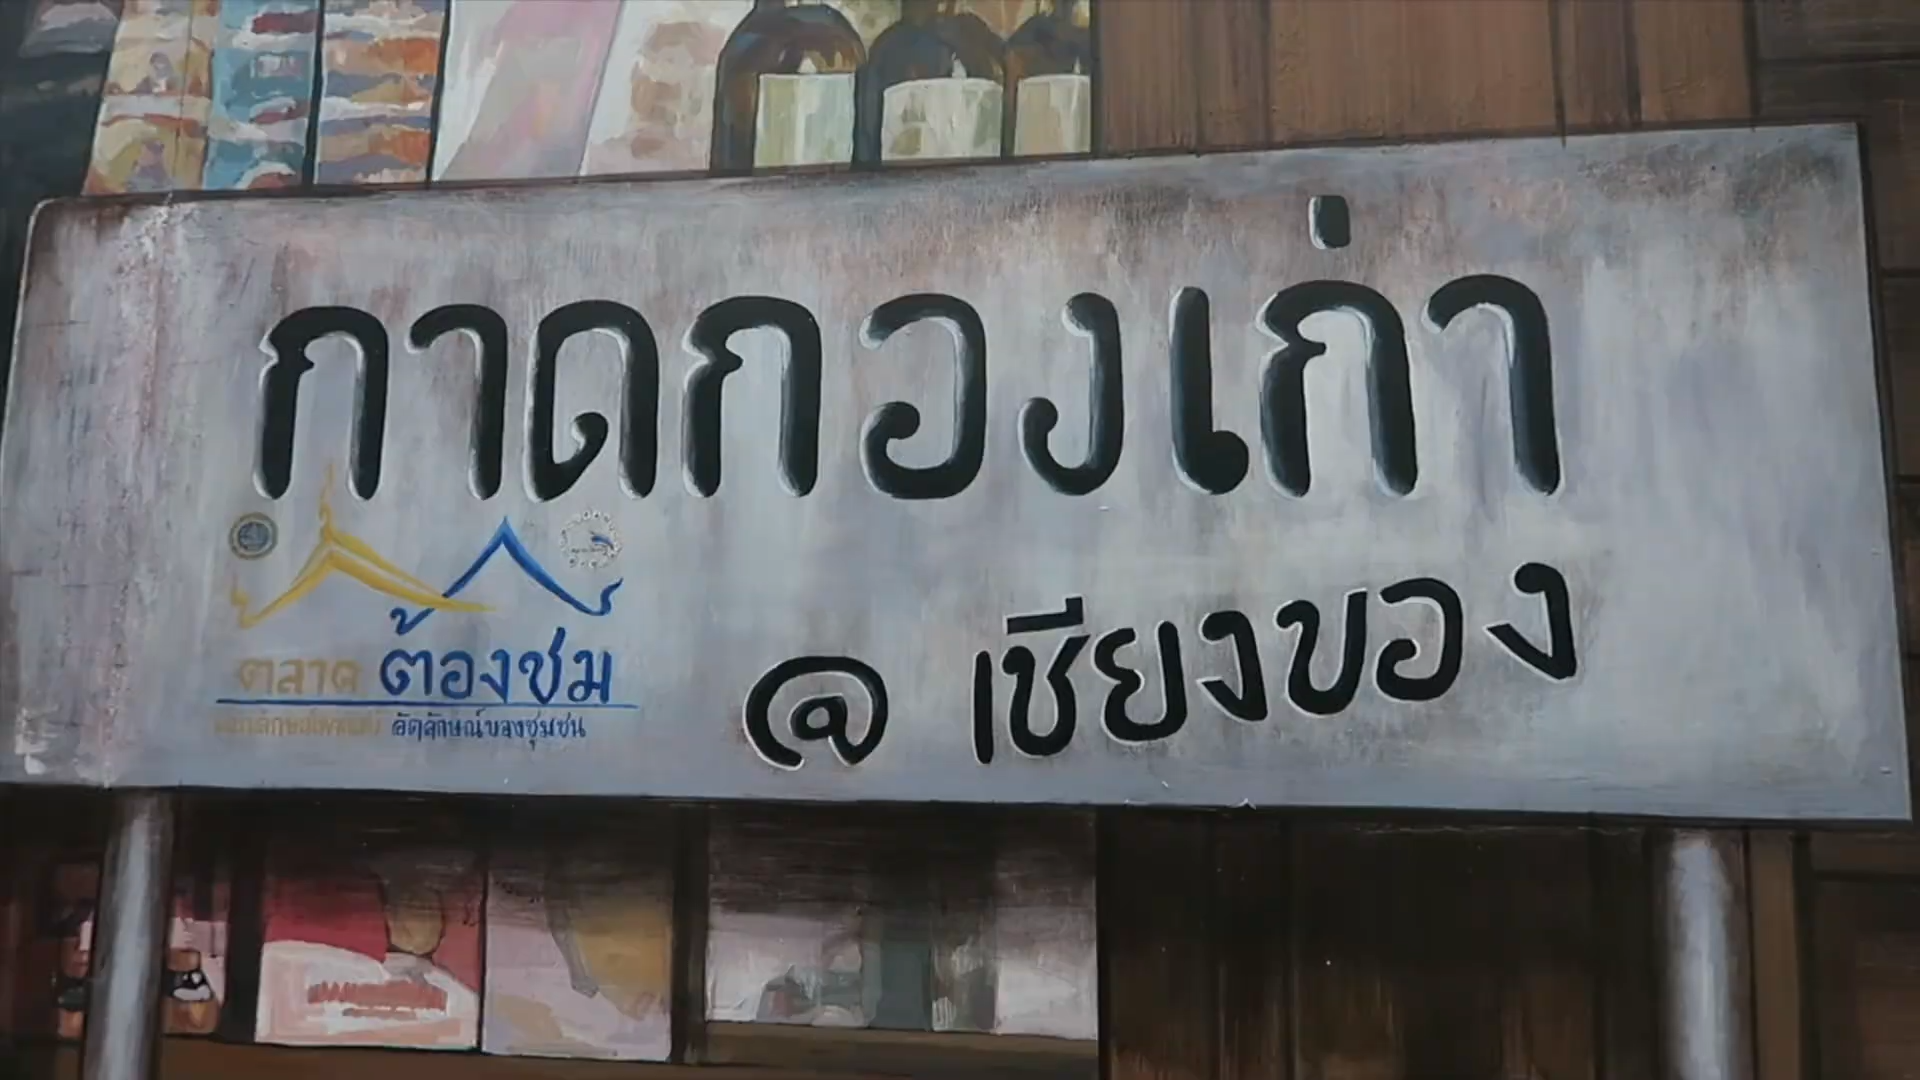 กาดกองเก่า
ตลาด ต้องชม
อัตลักษณ์ของชุมชน
@ เชียงของ